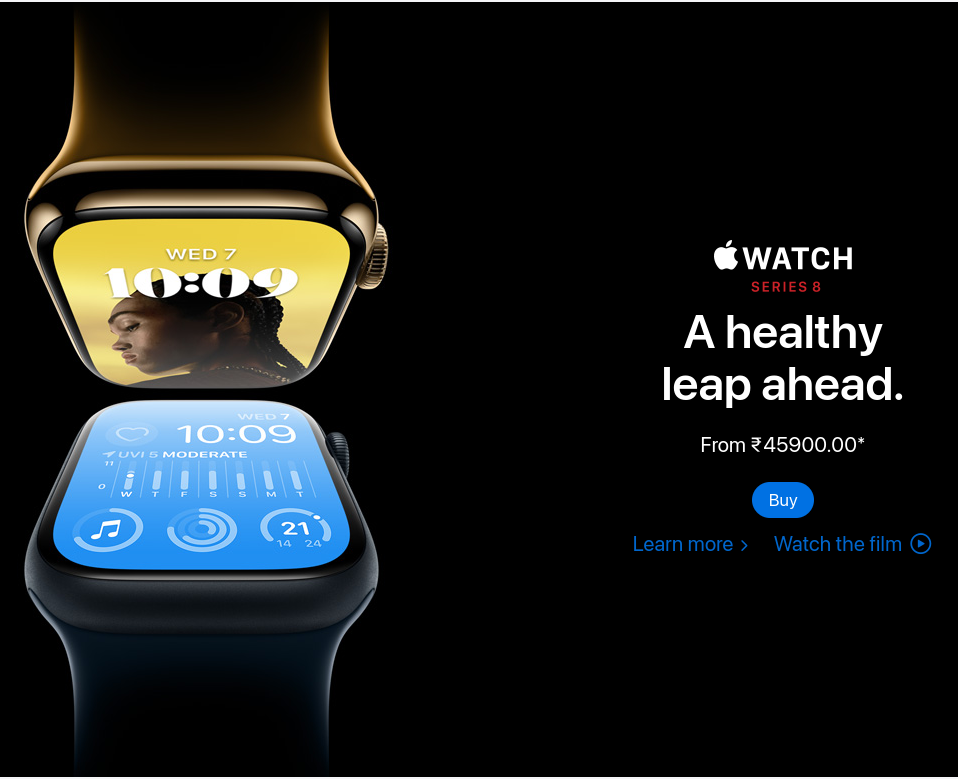 WED 7
10:09
WED 7
10:09
UVI 5 MODERATE
11
0
W T F S S M T
21
14 24
WATCH
SERIES 8
A healthy
leap ahead.
From ₹45900.00*
Buy
Learn more >
Watch the film